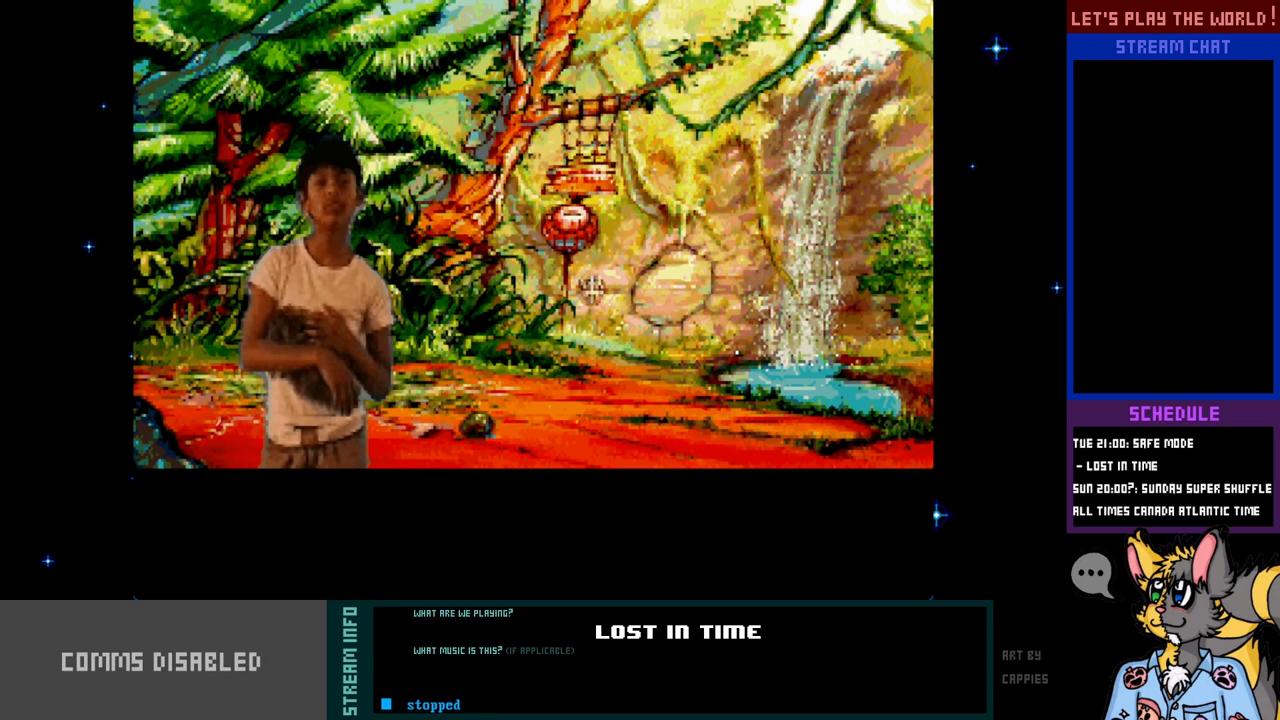 LET'S PLAY THE WORLD!
STREAM CHAT
SCHEDULE
TUE 21:00: SAFE MODE
- LOST IN TIME
SUN 20:00?: SUNDAY SUPER SHUFFLE
ALL TIMES CANADA ATLANTIC TIME
COMMS DISABLED
STREAM INFO
WHAT ARE WE PLAYING?
LOST IN TIME
WHAT MUSIC IS THIS? (IF APPLICABLE)
stopped
ART BY
CAPPIES